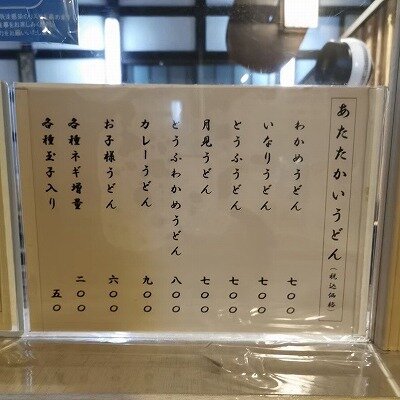 あたたかいうどん(税込価格)
わかめうどん 七〇〇
いなりうどん 七〇〇
とうふうどん 七〇〇
月見うどん 七〇〇
とうふわかめうどん 八〇〇
カレーうどん 九〇〇
お子様うどん 六〇〇
各種ネギ増量 二〇〇
各種玉子入り 五〇